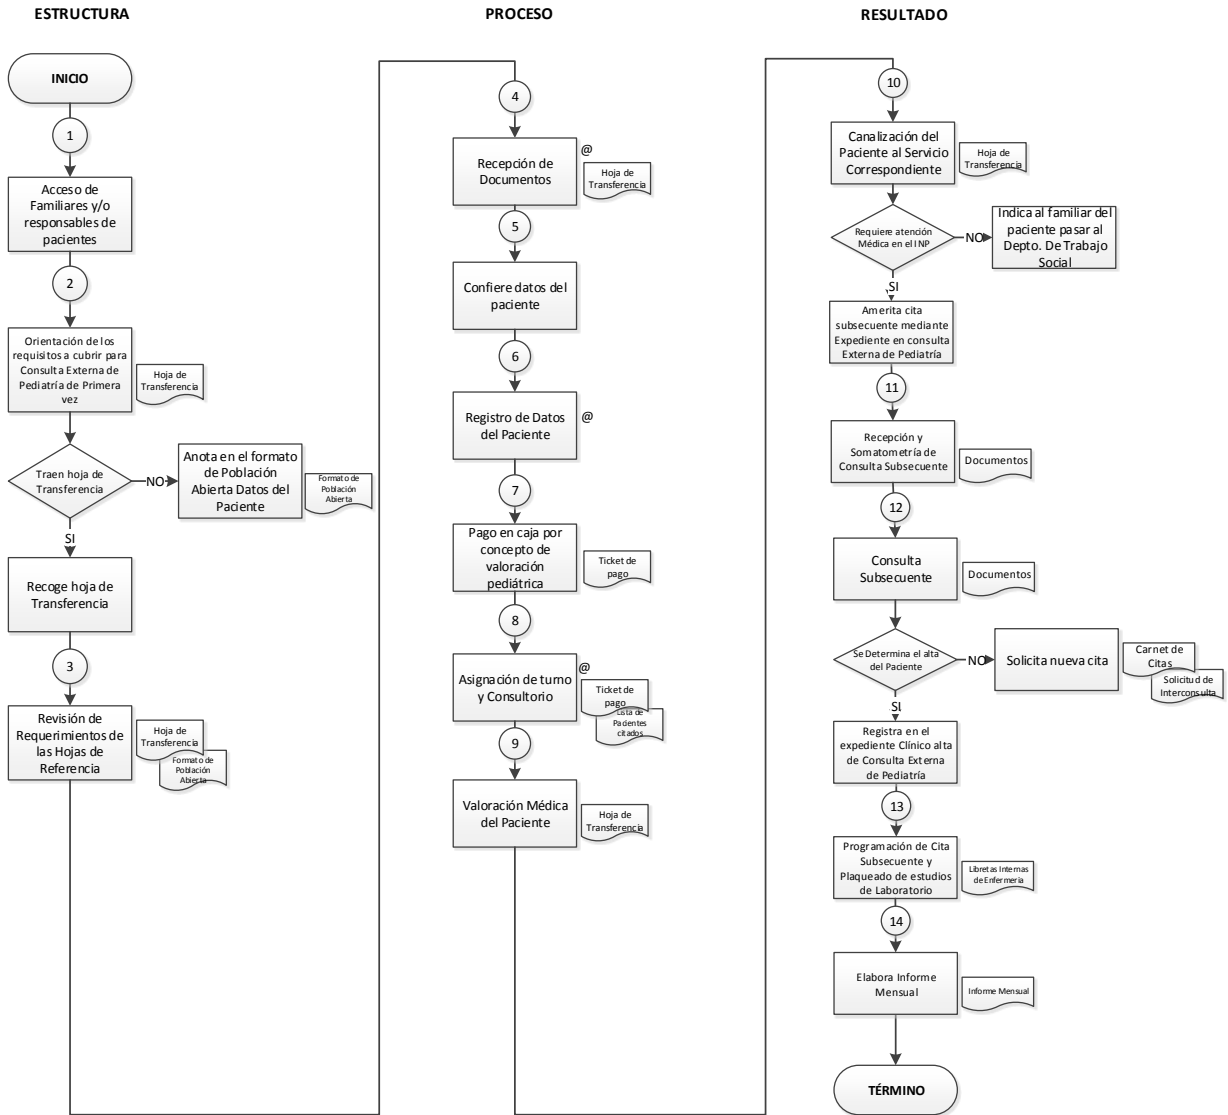 ESTRUCTURA
INICIO
1
Acceso de
Familiares y/o
responsables de
pacientes
2
Orientación de los
requisitos a cubrir para
Consulta Externa de
Pediatría de Primera
vez
Hoja de
Transferencia
Traen hoja de
Transferencia
NO
Anota en el formato
de Población
Abierta Datos del
Paciente
Formato de
Población
Abierta
SI
Recoge hoja de
Transferencia
3
Revisión de
Requerimientos de
las Hojas de
Referencia
Hoja de
Transferencia
Formato de
Población
Abierta
PROCESO
4
Recepción de
Documentos
@
Hoja de
Transferencia
5
Confiere datos del
paciente
6
Registro de Datos
del Paciente
@
7
Pago en caja por
concepto de
valoración
pediátrica
Ticket de
pago
8
Asignación de turno
y Consultorio
@
Ticket de
pago
Lista de
Pacientes
citados
9
Valoración Médica
del Paciente
Hoja de
Transferencia
RESULTADO
10
Canalización del
Paciente al Servicio
Correspondiente
Hoja de
Transferencia
Requiere atención
Médica en el INP
NO
Indica al familiar del
paciente pasar al
Depto. De Trabajo
Social
SI
Amerita cita
subsecuente mediante
Expediente en consulta
Externa de Pediatría
11
Recepción y
Somatometría de
Consulta Subsecuente
Documentos
12
Consulta
Subsecuente
Documentos
Se Determina el alta
del Paciente
NO
Solicita nueva cita
Carnet de
Citas
Solicitud de
Interconsulta
SI
Registra en el
expediente Clínico alta
de Consulta Externa
de Pediatría
13
Programación de Cita
Subsecuente y
Plaqueado de estudios
de Laboratorio
Libretas Internas
de Enfermería
14
Elabora Informe
Mensual
Informe Mensual
TÉRMINO